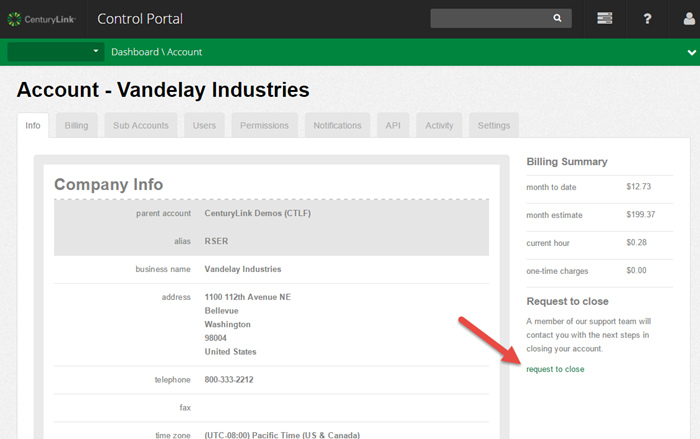 CenturyLink™
Control Portal
?
Dashboard \ Account
Account - Vandelay Industries
Info
Billing
Sub Accounts
Users
Permissions
Notifications
API
Activity
Settings
Company Info
parent account CenturyLink Demos (CTLF)
alias RSER
business name Vandelay Industries
address 1100 112th Avenue NE
Bellevue
Washington
98004
United States
telephone 800-333-2212
fax
time zone (UTC-08:00) Pacific Time (US & Canada)
Billing Summary
month to date $12.73
month estimate $199.37
current hour $0.28
one-time charges $0.00
Request to close
A member of our support team will
contact you with the next steps in
closing your account.
request to close